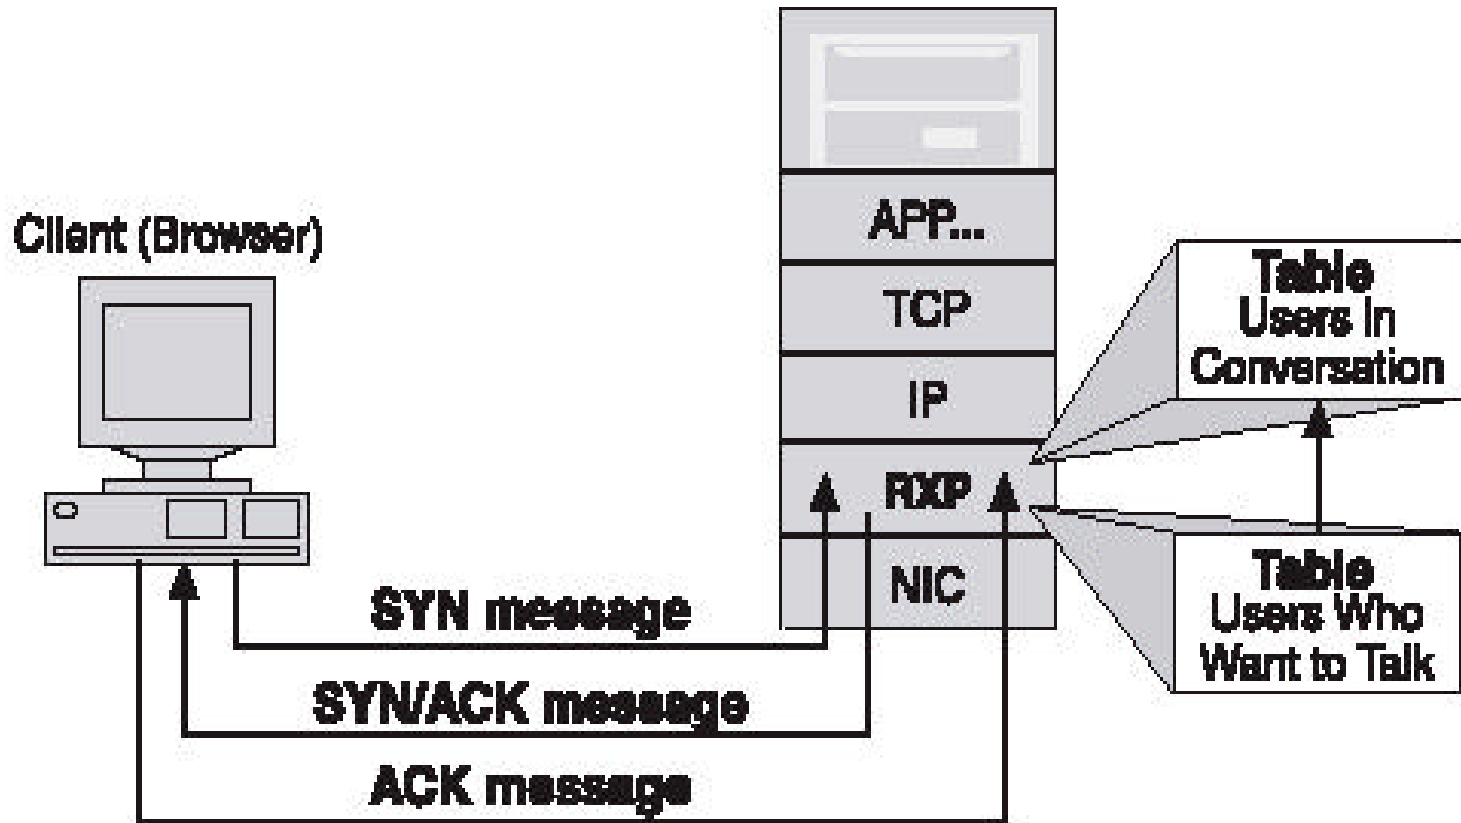 Client (Browser)
APP...
TCP
IP
RXP
NIC
Table
Users In
Conversation
Table
Users Who
Want to Talk
SYN message
SYN/ACK message
ACK message